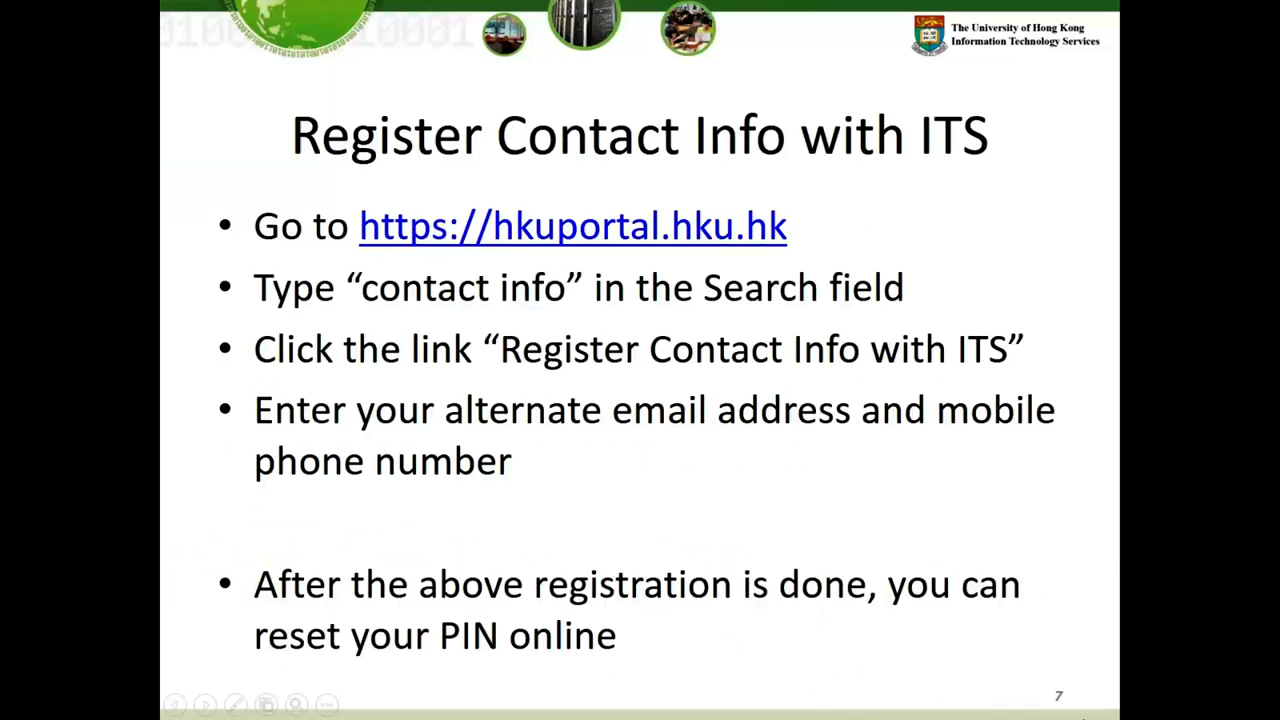 The University of Hong Kong
Information Technology Services
Register Contact Info with ITS
• Go to https://hkuportal.hku.hk
• Type “contact info” in the Search field
• Click the link “Register Contact Info with ITS”
• Enter your alternate email address and mobile
phone number
• After the above registration is done, you can
reset your PIN online
7